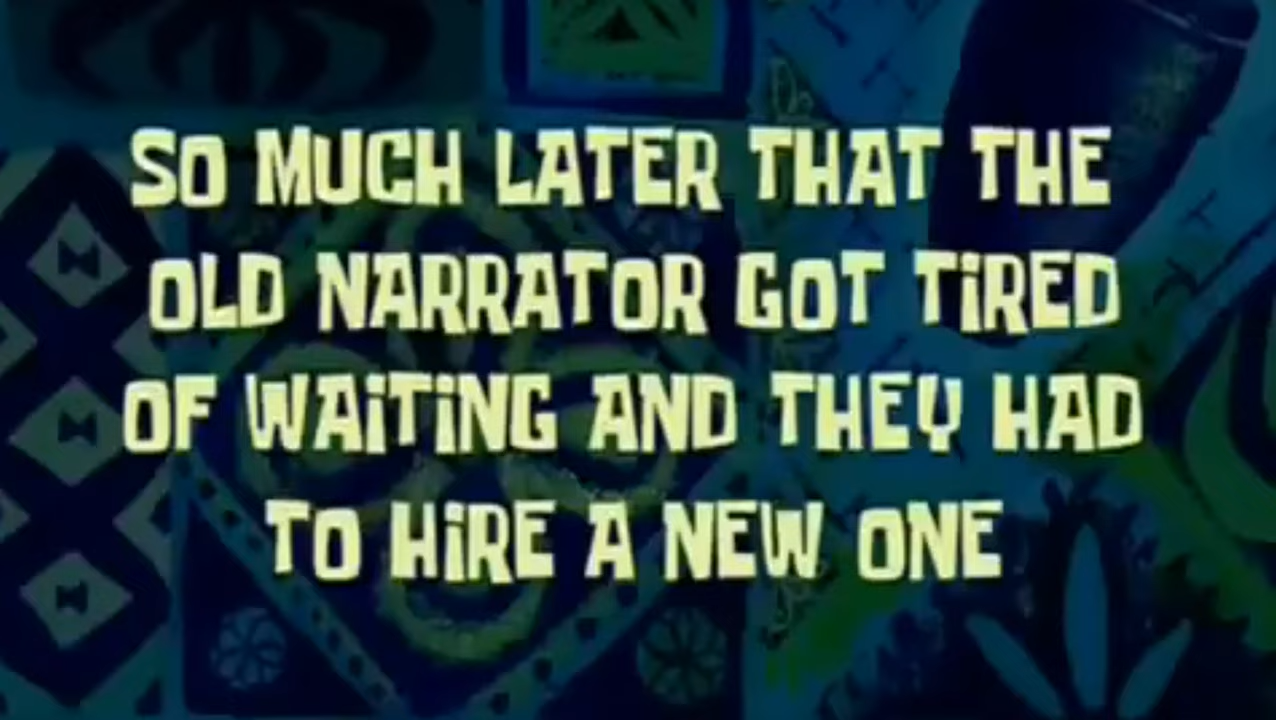 SO MUCH LATER THAT THE
OLD NARRATOR GOT TiRED
OF WAiTiNG AND THEY HAD
TO HiRE A NEW ONE